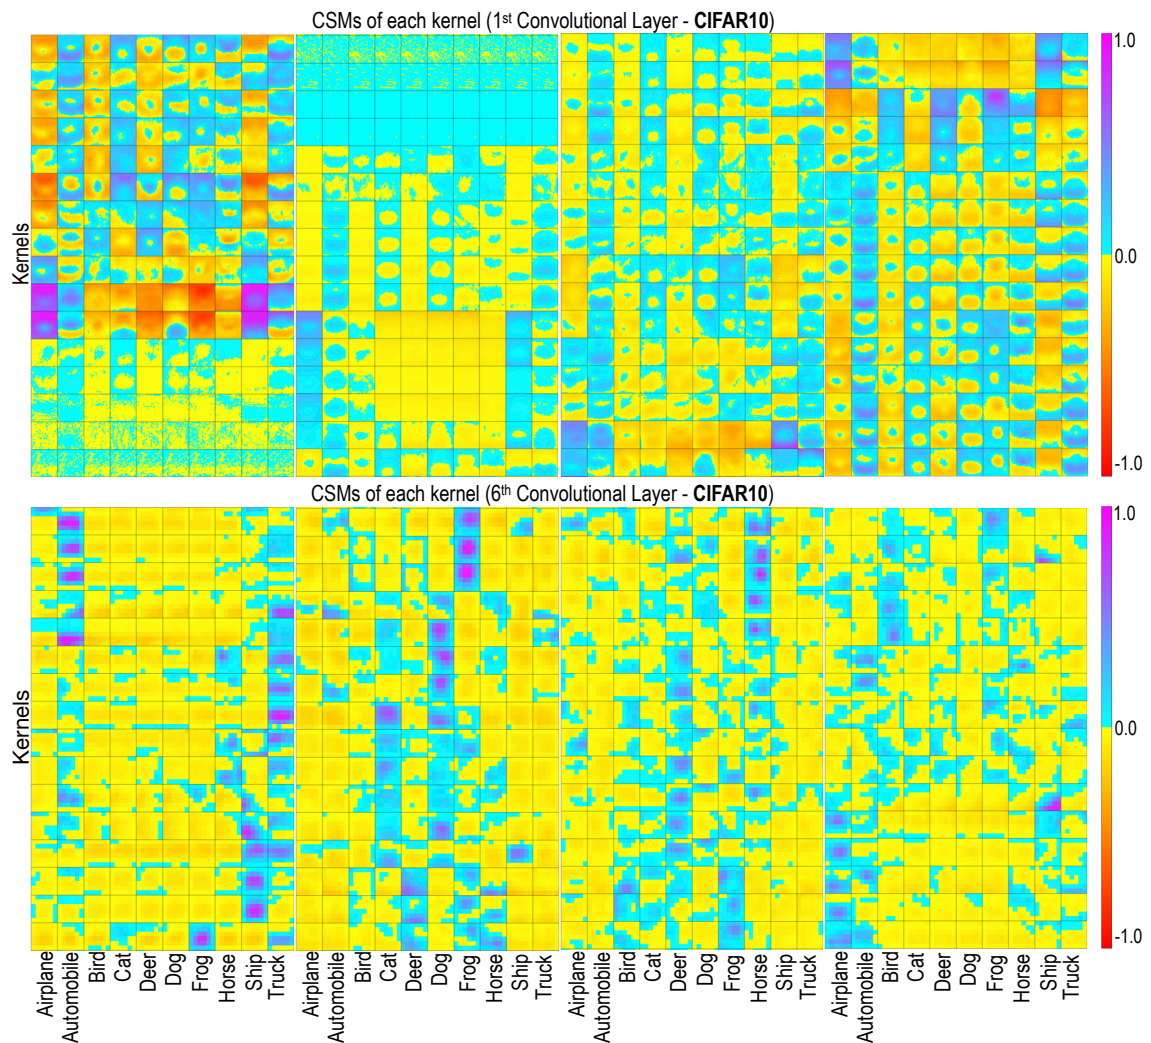 CSMs of each kernel (1st Convolutional Layer - CIFAR10)
Kernels
1.0
0.0
-1.0
CSMs of each kernel (6th Convolutional Layer - CIFAR10)
Kernels
1.0
0.0
-1.0
Airplane
Automobile
Bird
Cat
Deer
Dog
Frog
Horse
Ship
Truck
Airplane
Automobile
Bird
Cat
Deer
Dog
Frog
Horse
Ship
Truck
Airplane
Automobile
Bird
Cat
Deer
Dog
Frog
Horse
Ship
Truck
Airplane
Automobile
Bird
Cat
Deer
Dog
Frog
Horse
Ship
Truck